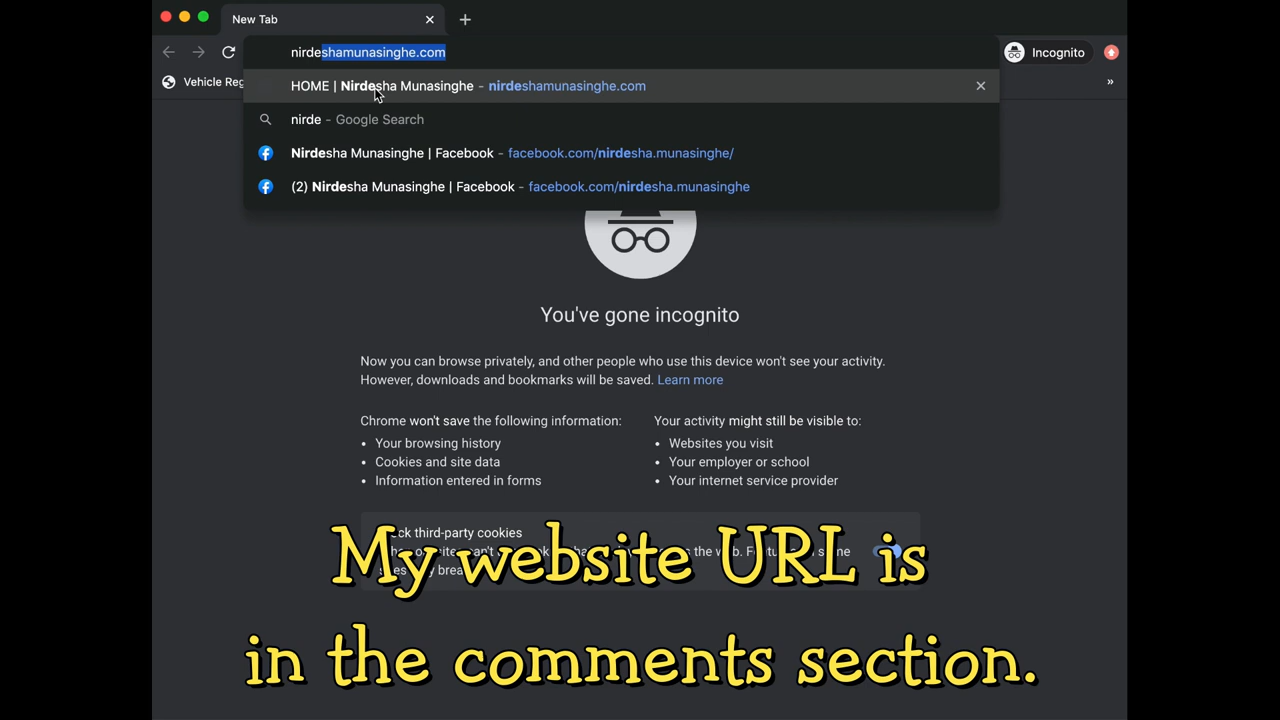 New Tab
nirdeshamunasinghe.com
Incognito
Vehicle Reg
»
HOME | Nirdesha Munasinghe - nirdeshamunasinghe.com
nirde - Google Search
Nirdesha Munasinghe | Facebook - facebook.com/nirdesha.munasinghe/
(2) Nirdesha Munasinghe | Facebook - facebook.com/nirdesha.munasinghe
You've gone incognito
Now you can browse privately, and other people who use this device won't see your activity.
However, downloads and bookmarks will be saved. Learn more
Chrome won't save the following information:
• Your browsing history
• Cookies and site data
• Information entered in forms
Your activity might still be visible to:
• Websites you visit
• Your employer or school
• Your internet service provider
third-party cookies
My website URL is
in the comments section.